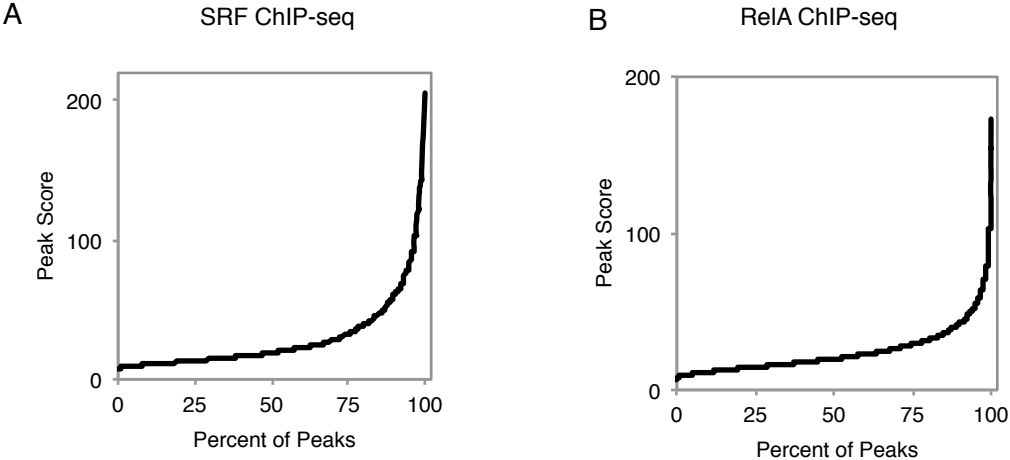 A
SRF ChIP-seq
Peak Score
200
100
0
0 25 50 75 100
Percent of Peaks
B
RelA ChIP-seq
Peak Score
200
100
0
0 25 50 75 100
Percent of Peaks